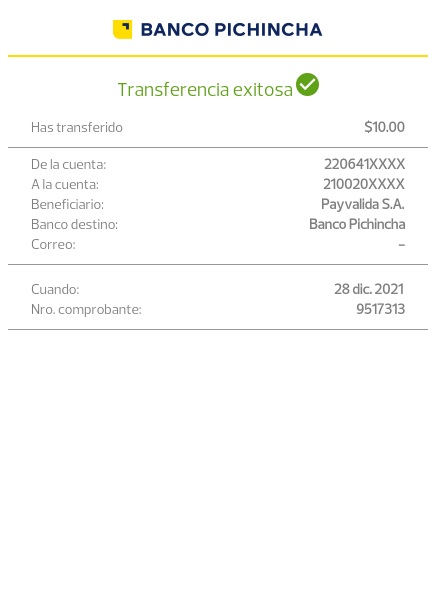 BANCO PICHINCHA
Transferencia exitosa
Has transferido $10.00
De la cuenta: 220641XXXX
A la cuenta: 210020XXXX
Beneficiario: Payvalida S.A.
Banco destino: Banco Pichincha
Correo: –
Cuando: 28 dic. 2021
Nro. comprobante: 9517313